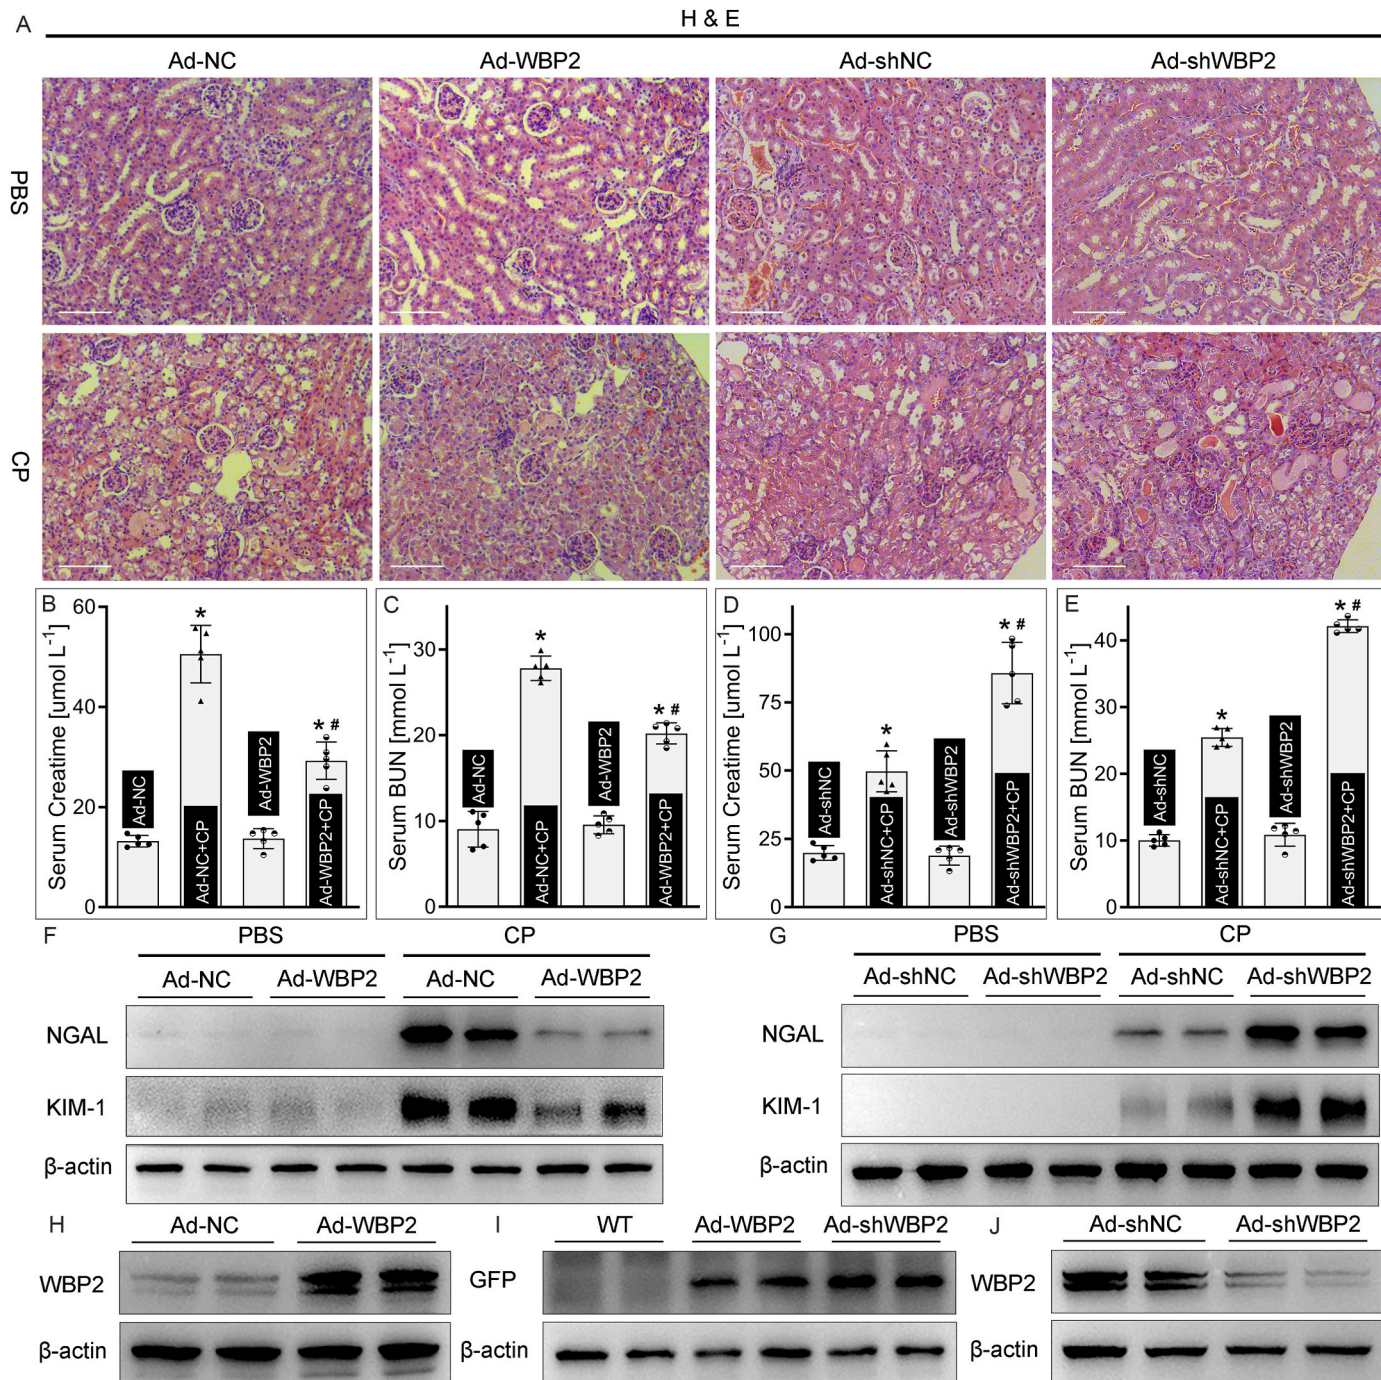 A
H & E
Ad-NC
Ad-WBP2
Ad-shNC
Ad-shWBP2
PBS
CP
B
Serum Creatime [umol L⁻¹]
60
40
20
0
Ad-NC
Ad-NC+CP
Ad-WBP2
Ad-WBP2+CP
*
* #
C
Serum BUN [mmol L⁻¹]
30
20
10
0
Ad-NC
Ad-NC+CP
Ad-WBP2
Ad-WBP2+CP
*
* #
D
Serum Creatime [umol L⁻¹]
100
75
50
25
0
Ad-shNC
Ad-shNC+CP
Ad-shWBP2
Ad-shWBP2+CP
*
* #
E
Serum BUN [mmol L⁻¹]
40
30
20
10
0
Ad-shNC
Ad-shNC+CP
Ad-shWBP2
Ad-shWBP2+CP
*
* #
F
PBS
CP
Ad-NC
Ad-WBP2
Ad-NC
Ad-WBP2
NGAL
KIM-1
β-actin
G
PBS
CP
Ad-shNC
Ad-shWBP2
Ad-shNC
Ad-shWBP2
NGAL
KIM-1
β-actin
H
Ad-NC
Ad-WBP2
WBP2
β-actin
I
WT
Ad-WBP2
Ad-shWBP2
GFP
β-actin
J
Ad-shNC
Ad-shWBP2
WBP2
β-actin